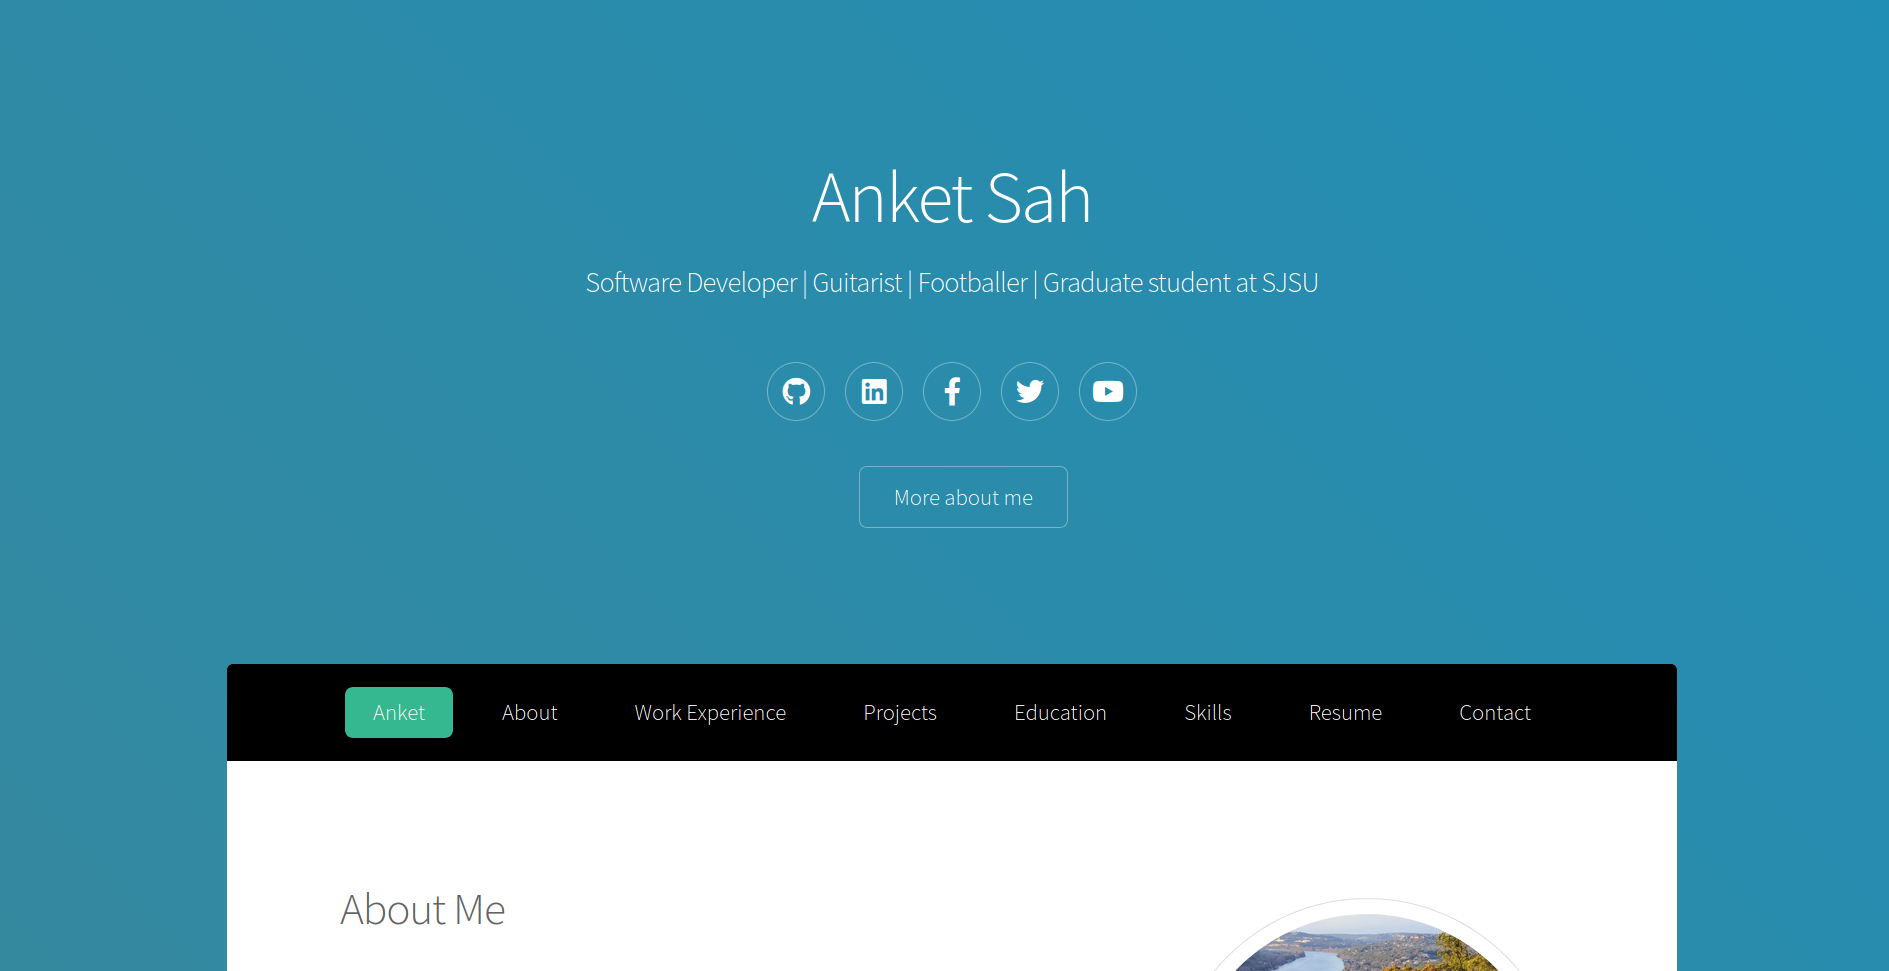 Anket Sah
Software Developer | Guitarist | Footballer | Graduate student at SJSU
More about me
Anket About Work Experience Projects Education Skills Resume Contact
About Me